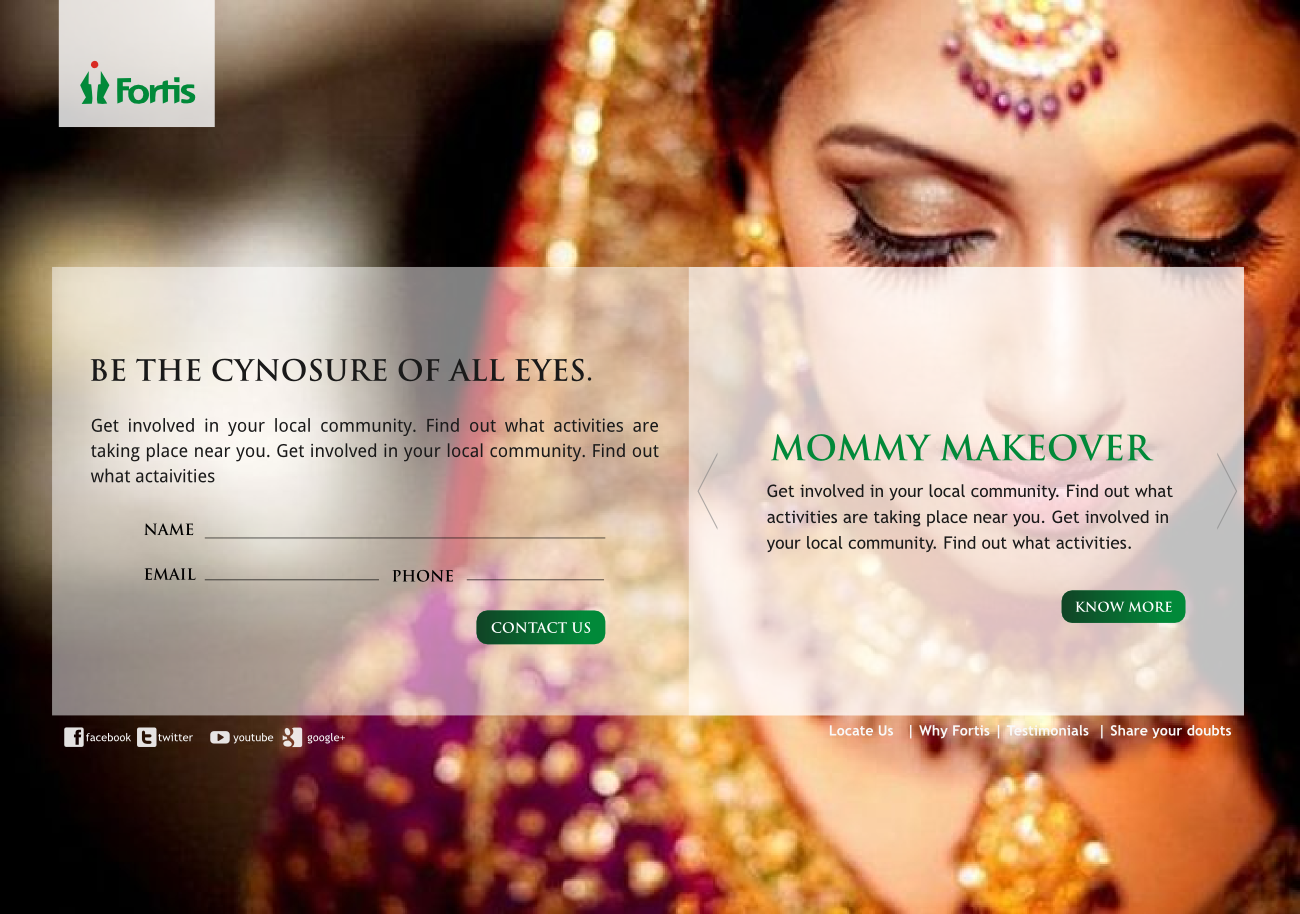 Fortis
BE THE CYNOSURE OF ALL EYES.
Get involved in your local community. Find out what activities are
taking place near you. Get involved in your local community. Find out
what actaivities
NAME
EMAIL PHONE
CONTACT US
MOMMY MAKEOVER
Get involved in your local community. Find out what
activities are taking place near you. Get involved in
your local community. Find out what activities.
KNOW MORE
facebook twitter youtube google+
Locate Us | Why Fortis | Testimonials | Share your doubts